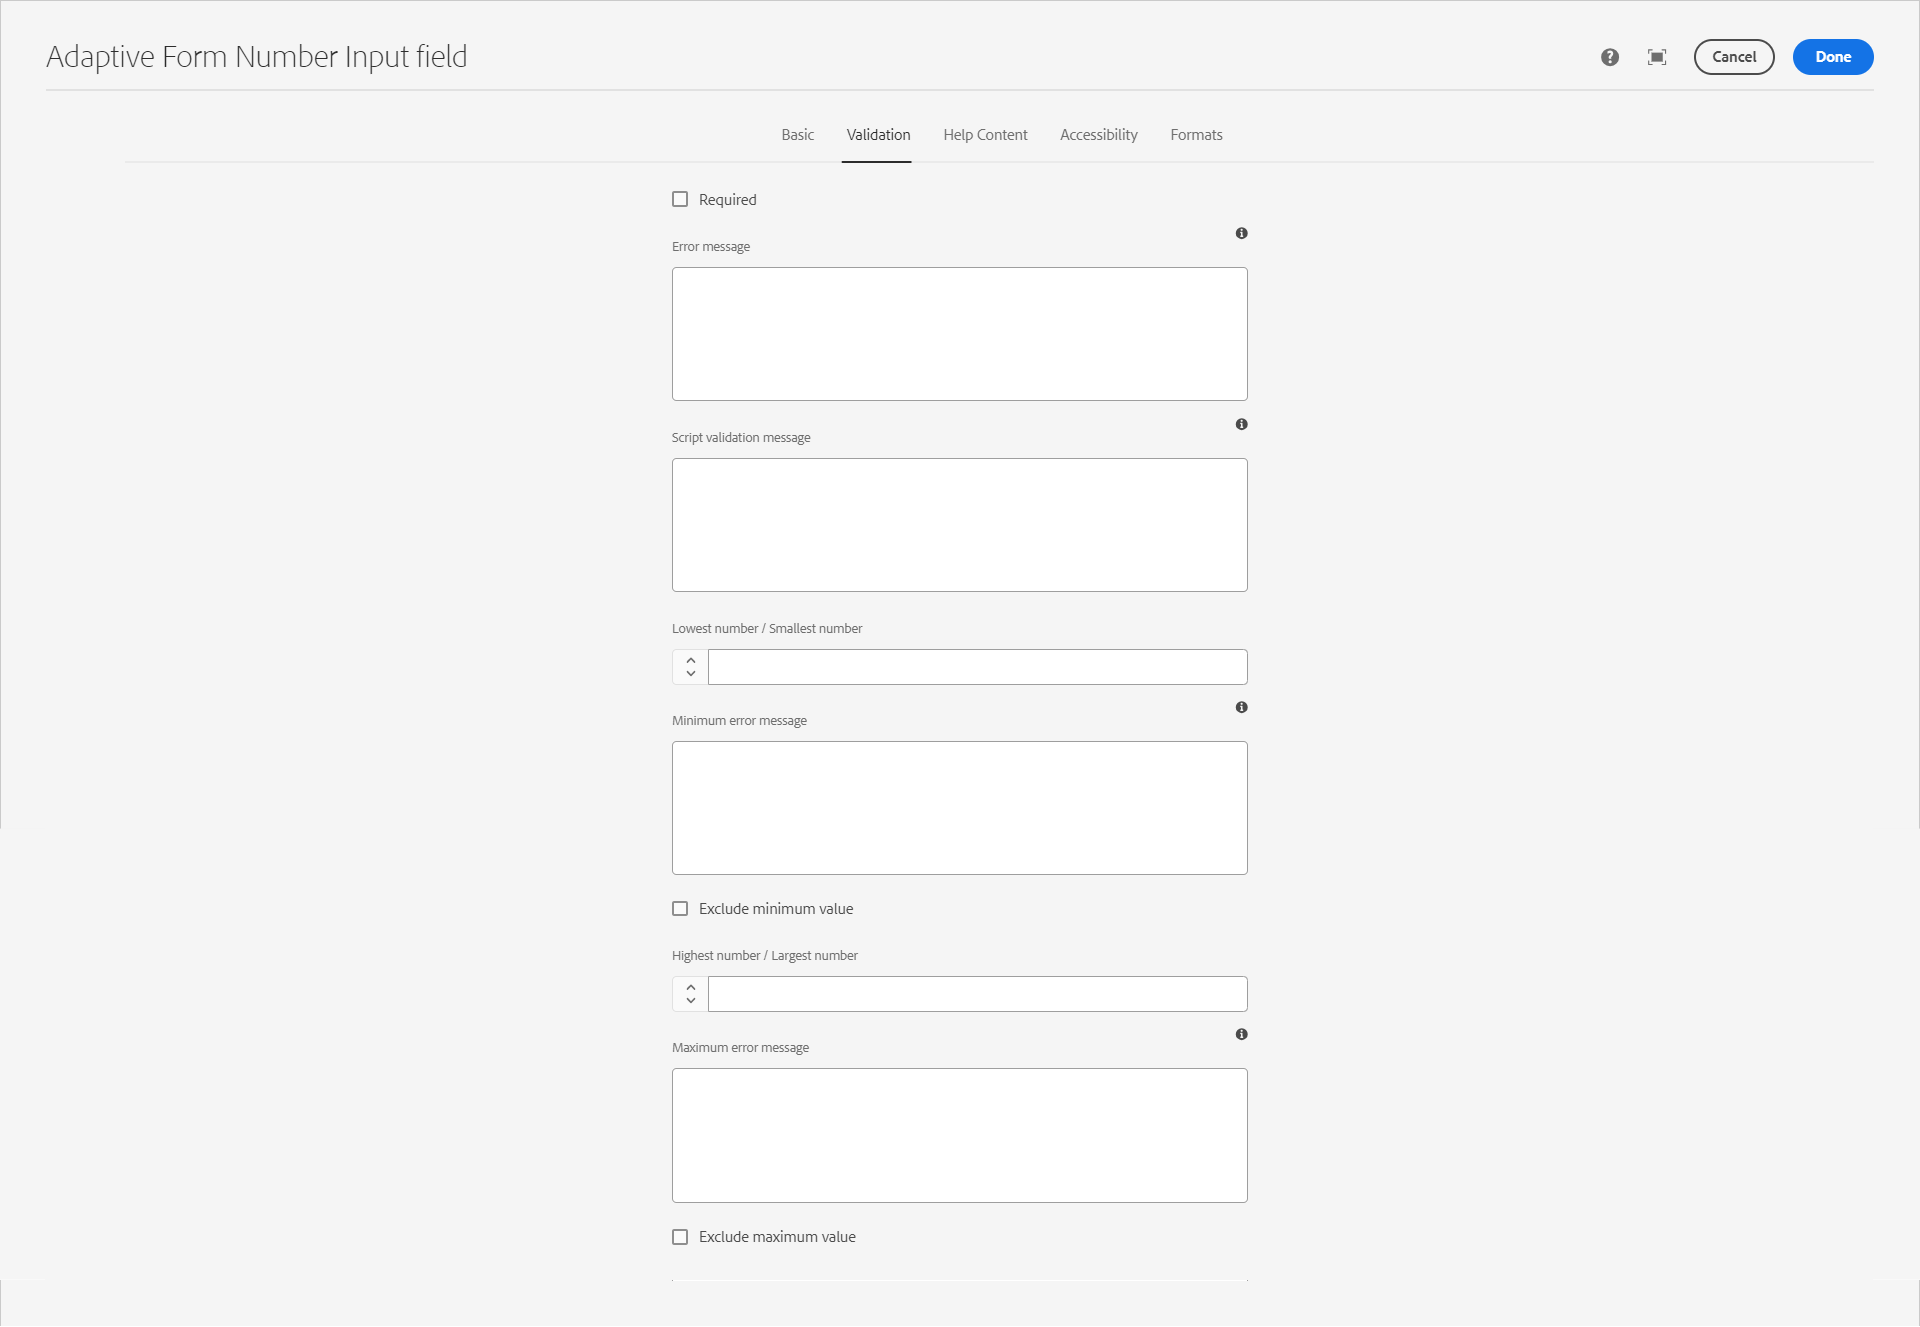 Adaptive Form Number Input field
Cancel
Done
Basic
Validation
Help Content
Accessibility
Formats
Required
Error message
Script validation message
Lowest number / Smallest number
Minimum error message
Exclude minimum value
Highest number / Largest number
Maximum error message
Exclude maximum value